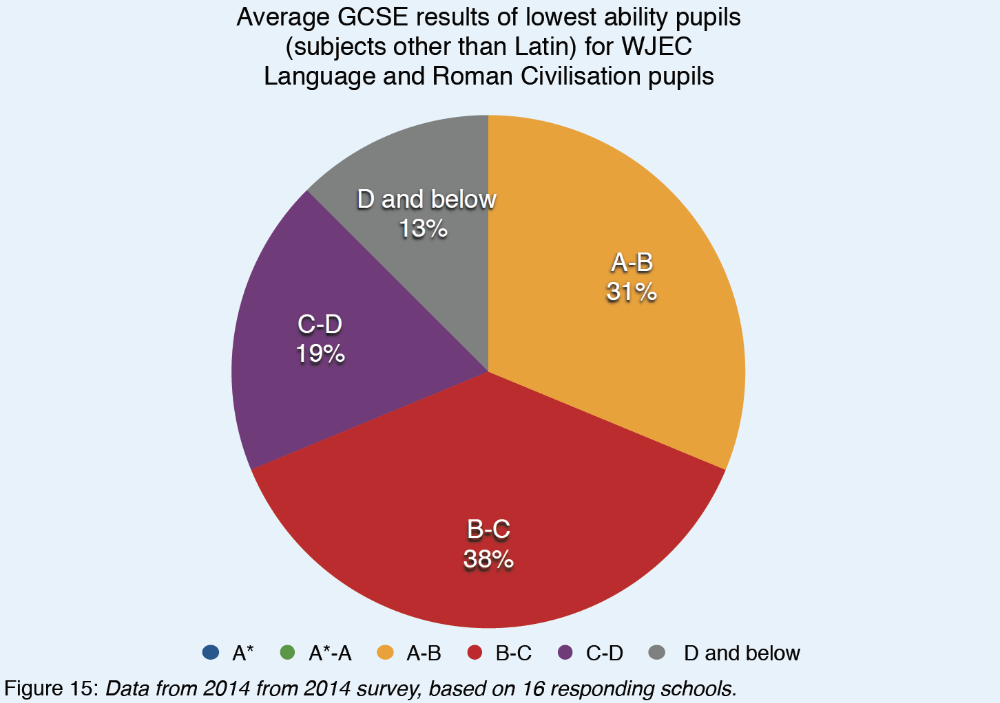 Average GCSE results of lowest ability pupils
(subjects other than Latin) for WJEC
Language and Roman Civilisation pupils
D and below
13%
A-B
31%
C-D
19%
B-C
38%
A* A*-A A-B B-C C-D D and below
Figure 15: Data from 2014 from 2014 survey, based on 16 responding schools.